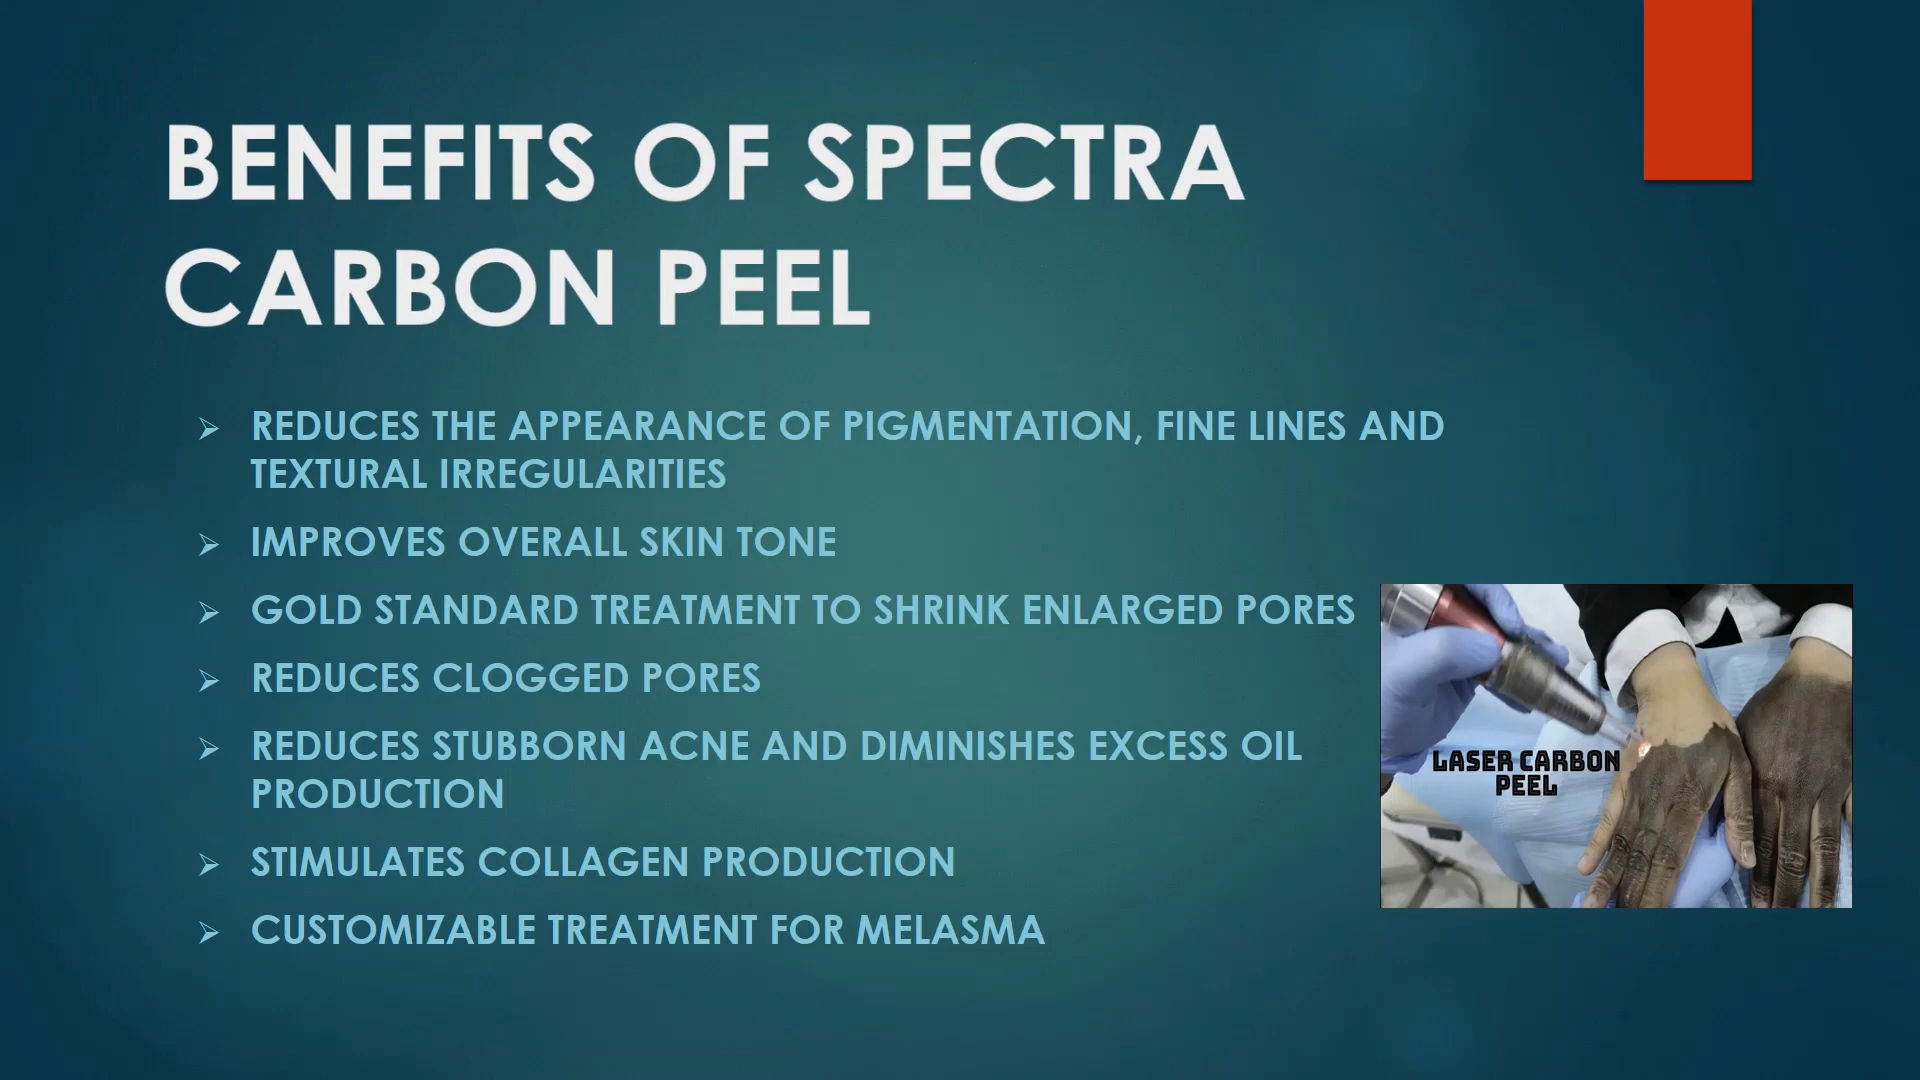 BENEFITS OF SPECTRA
CARBON PEEL
REDUCES THE APPEARANCE OF PIGMENTATION, FINE LINES AND
TEXTURAL IRREGULARITIES
IMPROVES OVERALL SKIN TONE
GOLD STANDARD TREATMENT TO SHRINK ENLARGED PORES
REDUCES CLOGGED PORES
REDUCES STUBBORN ACNE AND DIMINISHES EXCESS OIL
PRODUCTION
STIMULATES COLLAGEN PRODUCTION
CUSTOMIZABLE TREATMENT FOR MELASMA
LASER CARBON
PEEL